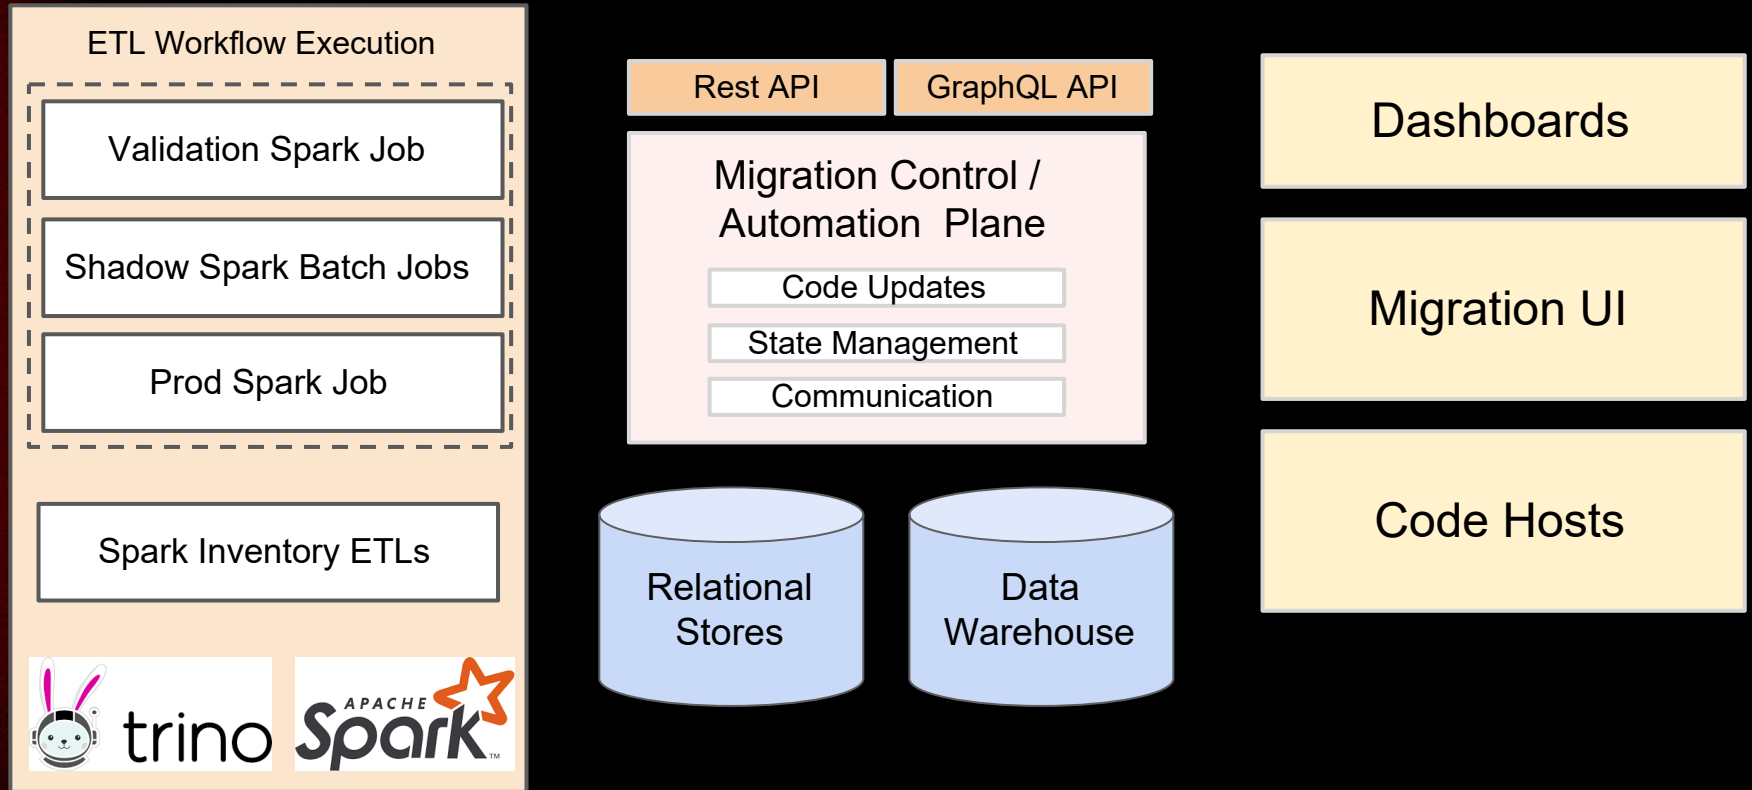 ETL Workflow Execution
Validation Spark Job
Shadow Spark Batch Jobs
Prod Spark Job
Spark Inventory ETLs
trino
APACHE
Spark™
Rest API
GraphQL API
Migration Control /
Automation Plane
Code Updates
State Management
Communication
Relational
Stores
Data
Warehouse
Dashboards
Migration UI
Code Hosts